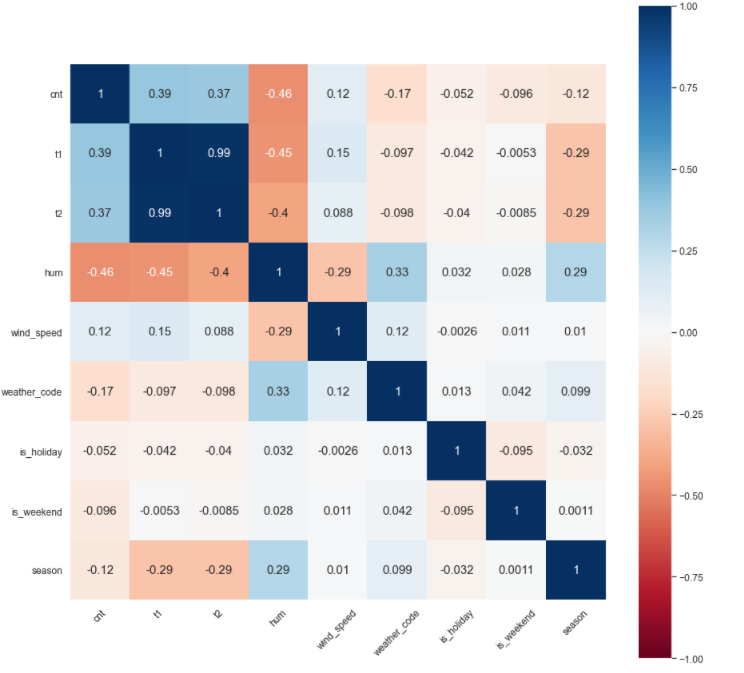 1.00
cnt 1 0.39 0.37 -0.46 0.12 -0.17 -0.052 -0.096 -0.12
0.75
t1 0.39 1 0.99 -0.45 0.15 -0.097 -0.042 -0.0053 -0.29
0.50
t2 0.37 0.99 1 -0.4 0.088 -0.098 -0.04 -0.0085 -0.29
0.25
hum -0.46 -0.45 -0.4 1 -0.29 0.33 0.032 0.028 0.29
0.00
wind_speed 0.12 0.15 0.088 -0.29 1 0.12 -0.0026 0.011 0.01
weather_code -0.17 -0.097 -0.098 0.33 0.12 1 0.013 0.042 0.099
−0.25
is_holiday -0.052 -0.042 -0.04 0.032 -0.0026 0.013 1 -0.095 -0.032
−0.50
is_weekend -0.096 -0.0053 -0.0085 0.028 0.011 0.042 -0.095 1 0.0011
season -0.12 -0.29 -0.29 0.29 0.01 0.099 -0.032 0.0011 1
−0.75
cnt t1 t2 hum wind_speed weather_code is_holiday is_weekend season
−1.00